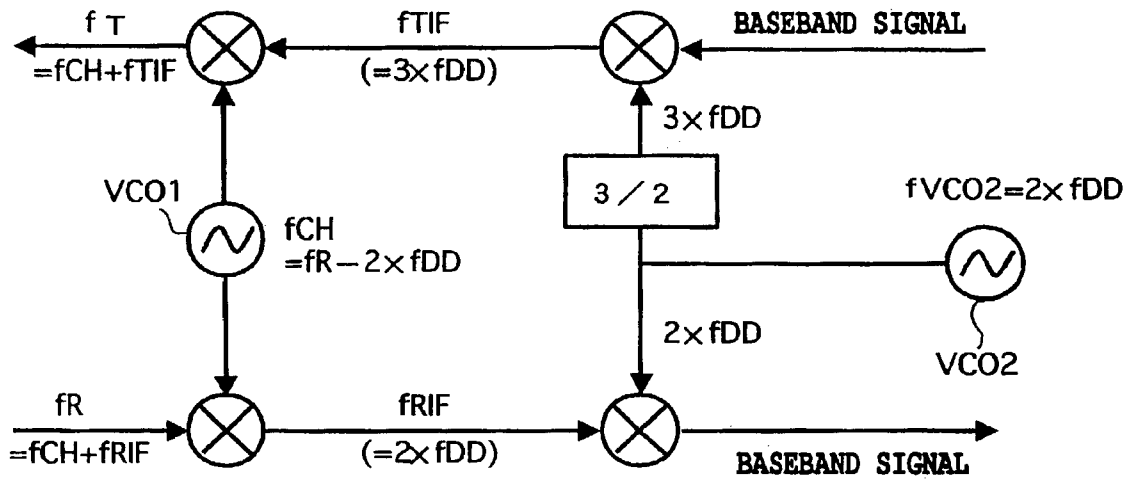 fT
=fCH+fTIF
fTIF
(=3×fDD)
BASEBAND SIGNAL
3×fDD
3/2
fVCO2=2×fDD
VCO1
fCH
=fR−2×fDD
2×fDD
VCO2
fR
=fCH+fRIF
fRIF
(=2×fDD)
BASEBAND SIGNAL